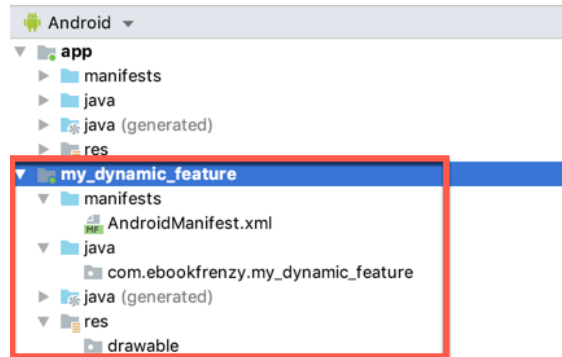 Android
app
manifests
java
java (generated)
res
my_dynamic_feature
manifests
MF AndroidManifest.xml
java
com.ebookfrenzy.my_dynamic_feature
java (generated)
res
drawable